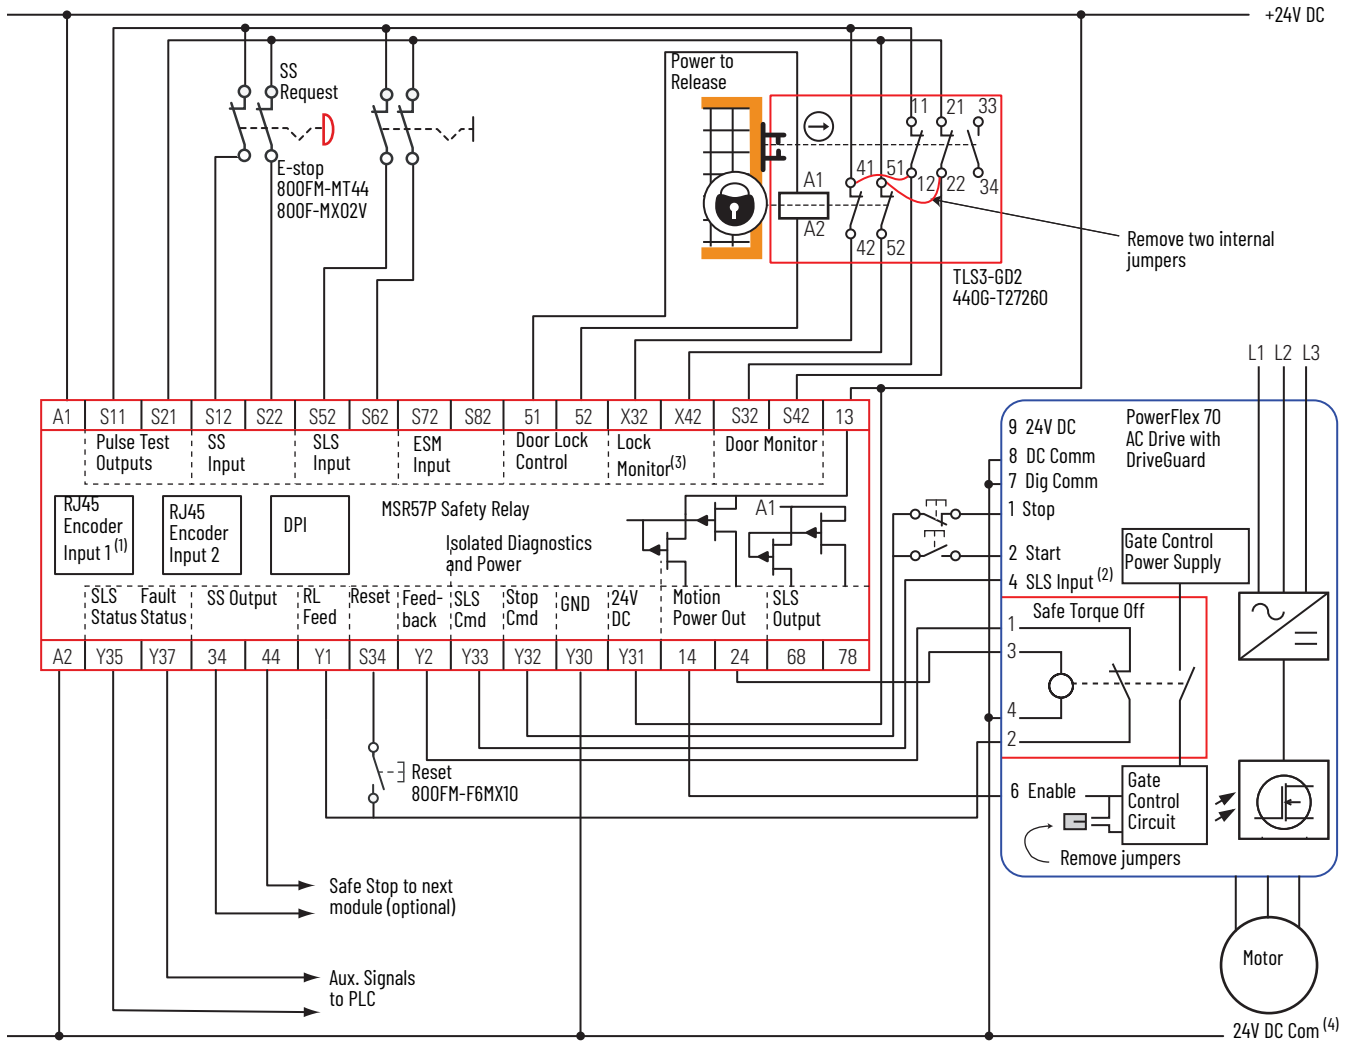 +24V DC
SS
Request
E-stop
800FM-MT44
800F-MX02V
Power to
Release
11 21 33
41 51
12 22 34
A1
A2
42 52
Remove two internal
jumpers
TLS3-GD2
440G-T27260
L1 L2 L3
A1 S11 S21 S12 S22 S52 S62 S72 S82 51 52 X32 X42 S32 S42 13
Pulse Test
Outputs
SS
Input
SLS
Input
ESM
Input
Door Lock
Control
Lock
Monitor(3)
Door Monitor
RJ45
Encoder
Input 1 (1)
RJ45
Encoder
Input 2
DPI
MSR57P Safety Relay
Isolated Diagnostics
and Power
A1
SLS
Status
Fault
Status
SS Output
RL
Feed
Reset
Feed-
back
SLS
Cmd
Stop
Cmd
GND
24V
DC
Motion
Power Out
SLS
Output
A2 Y35 Y37 34 44 Y1 S34 Y2 Y33 Y32 Y30 Y31 14 24 68 78
PowerFlex 70
AC Drive with
DriveGuard
9 24V DC
8 DC Comm
7 Dig Comm
1 Stop
2 Start
4 SLS Input (2)
Gate Control
Power Supply
Safe Torque Off
1
3
4
2
6 Enable
Gate
Control
Circuit
Remove jumpers
Reset
800FM-F6MX10
Safe Stop to next
module (optional)
Aux. Signals
to PLC
Motor
24V DC Com (4)